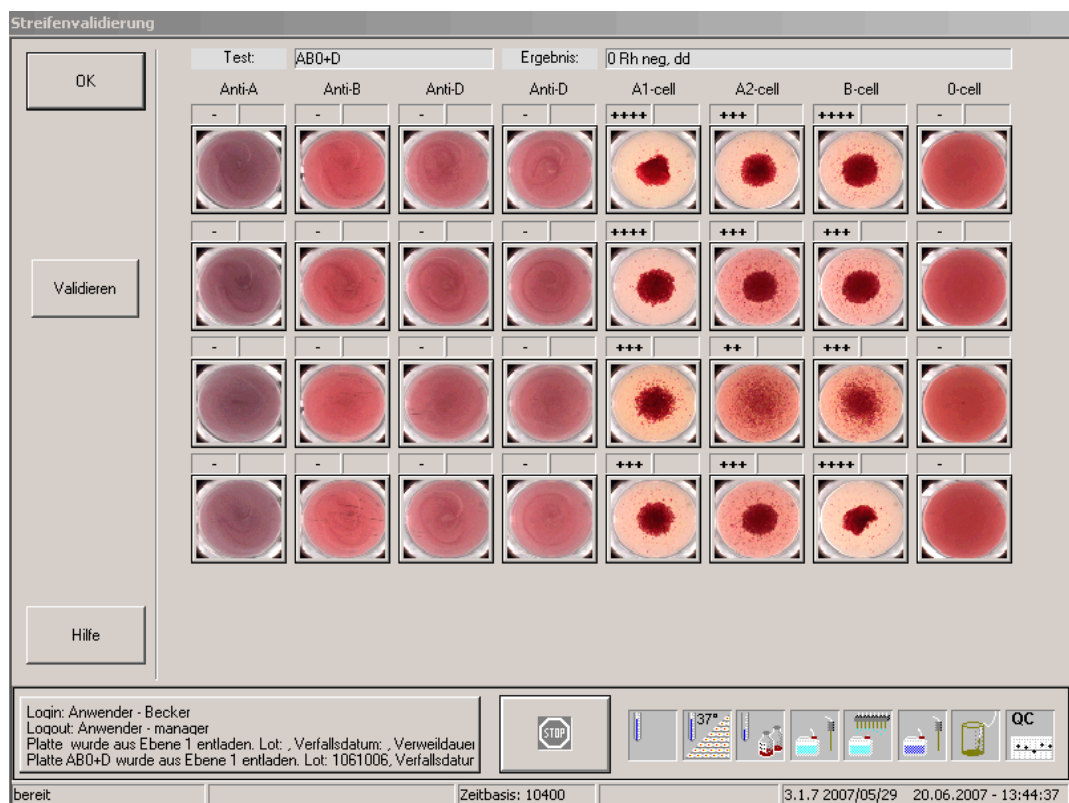 Streifenvalidierung
OK
Test: AB0+D Ergebnis: 0 Rh neg, dd
Anti-A Anti-B Anti-D Anti-D A1-cell A2-cell B-cell 0-cell
- - - - ++++ +++ ++++ -
- - - - ++++ +++ +++ -
Validieren
- - - - +++ ++ +++ -
- - - - +++ +++ ++++ -
Hilfe
Login: Anwender - Becker
Logout: Anwender - manager
Platte wurde aus Ebene 1 entladen. Lot: , Verfallsdatum: , Verweildauer
Platte AB0+D wurde aus Ebene 1 entladen. Lot: 1061006, Verfallsdatur
STOP
37°
QC
bereit Zeitbasis: 10400 3.1.7 2007/05/29 20.06.2007 - 13:44:37